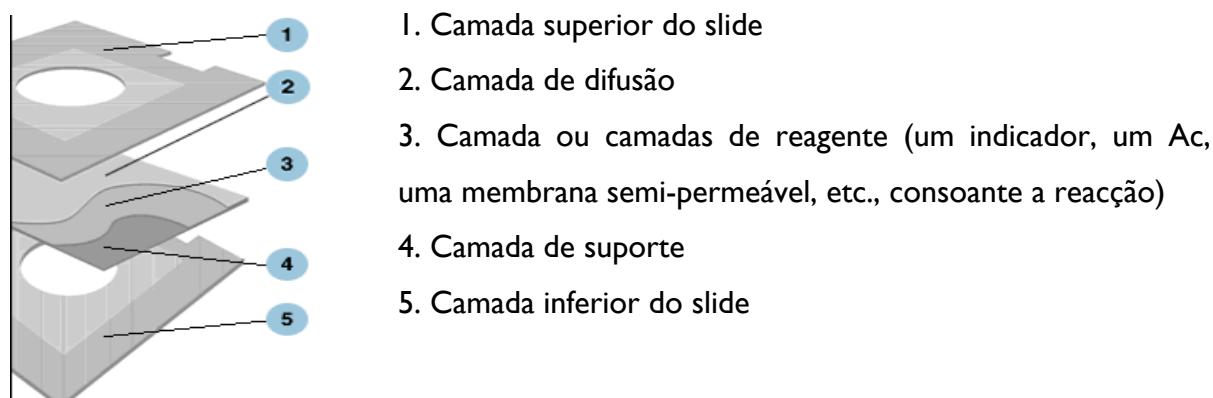 1
2
3
4
5
1. Camada superior do slide
2. Camada de difusão
3. Camada ou camadas de reagente (um indicador, um Ac,
uma membrana semi-permeável, etc., consoante a reacção)
4. Camada de suporte
5. Camada inferior do slide